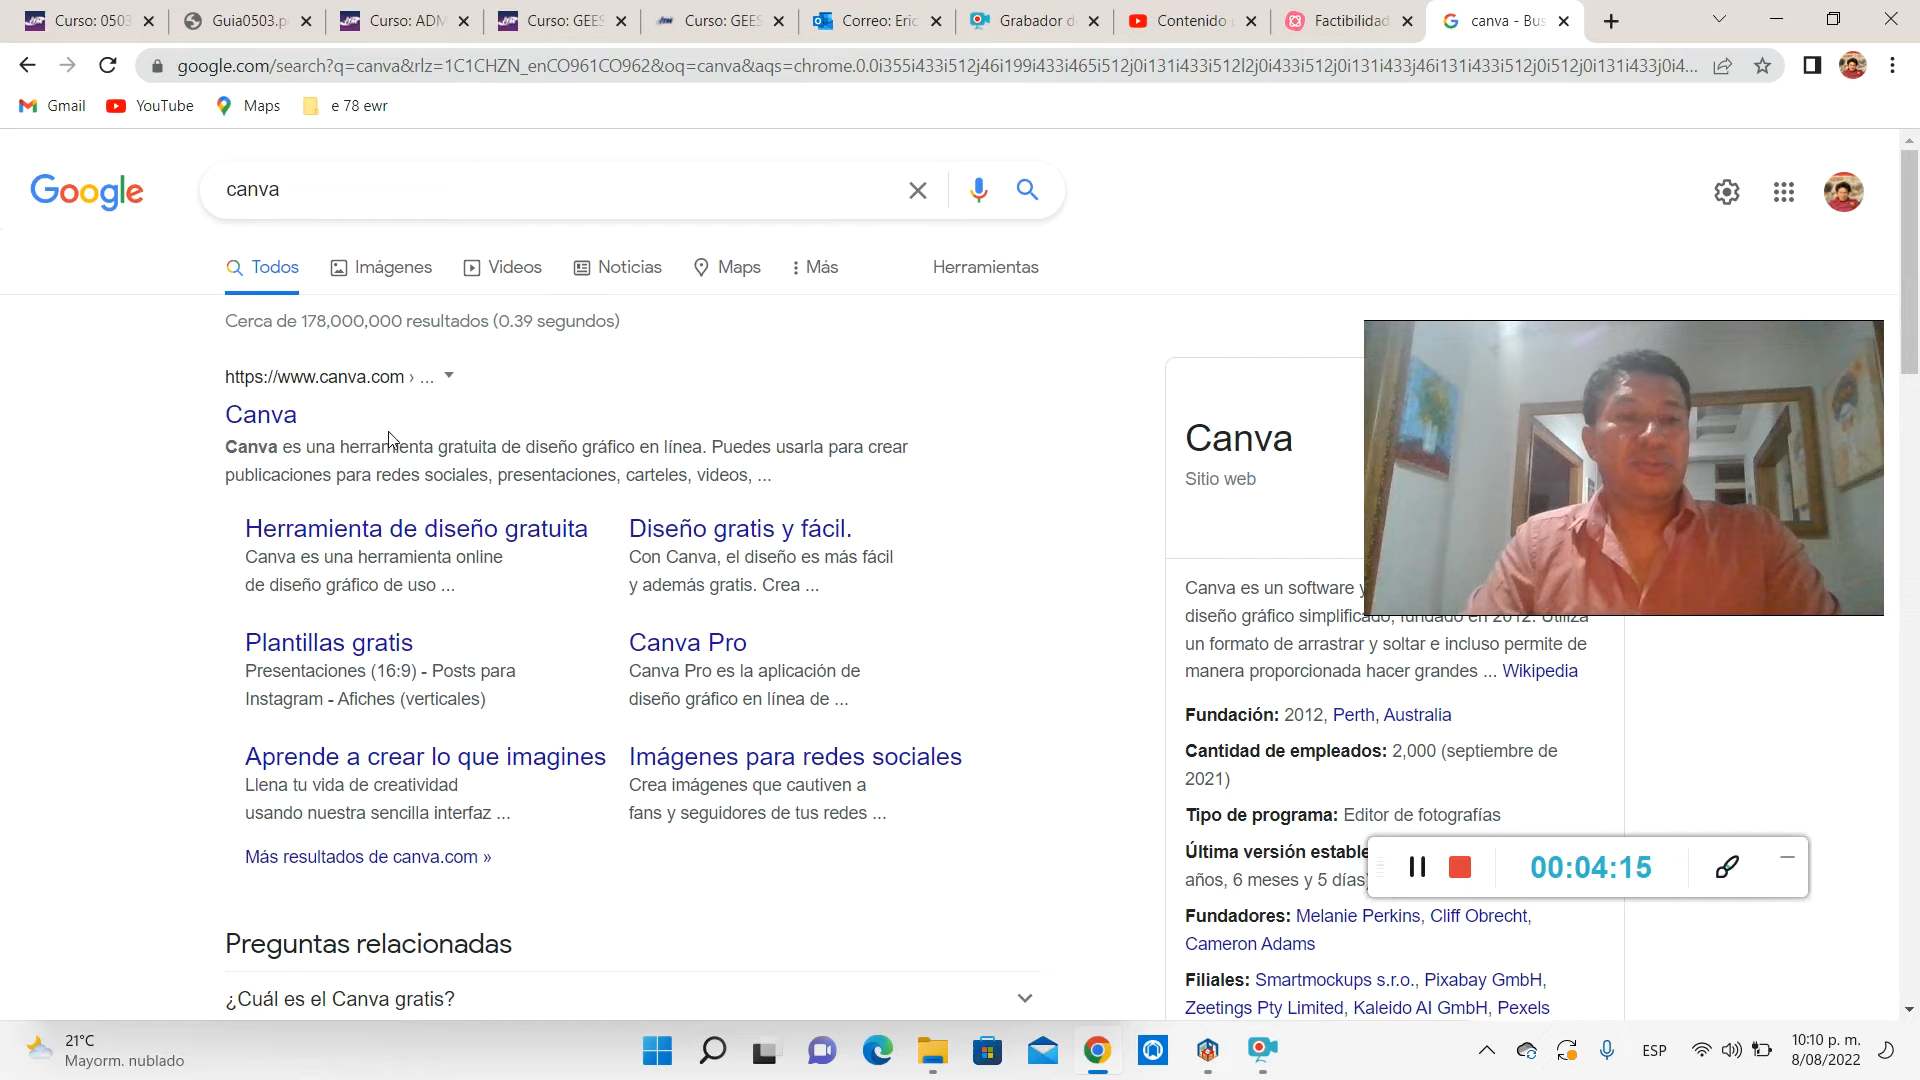 Curso: 0503
Guia0503.p
Curso: ADM
Curso: GEES
Curso: GEES
Correo: Eric
Grabador d
Contenido
Factibilidad
canva - Bus
google.com/search?q=canva&rlz=1C1CHZN_enCO961CO962&oq=canva&aqs=chrome.0.0i355i433i512j46i199i433i465i512j0i131i433i512l2j0i433i512j0i131i433j46i131i433i512j0i512j0i131i433j0i4...
Gmail
YouTube
Maps
e 78 ewr
Google
canva
Todos
Imágenes
Videos
Noticias
Maps
Más
Herramientas
Cerca de 178,000,000 resultados (0.39 segundos)
https://www.canva.com › ...
Canva
Canva es una herramienta gratuita de diseño gráfico en línea. Puedes usarla para crear
publicaciones para redes sociales, presentaciones, carteles, videos, ...
Herramienta de diseño gratuita
Canva es una herramienta online
de diseño gráfico de uso ...
Diseño gratis y fácil.
Con Canva, el diseño es más fácil
y además gratis. Crea ...
Plantillas gratis
Presentaciones (16:9) - Posts para
Instagram - Afiches (verticales)
Canva Pro
Canva Pro es la aplicación de
diseño gráfico en línea de ...
Aprende a crear lo que imagines
Llena tu vida de creatividad
usando nuestra sencilla interfaz ...
Imágenes para redes sociales
Crea imágenes que cautiven a
fans y seguidores de tus redes ...
Más resultados de canva.com »
Preguntas relacionadas
¿Cuál es el Canva gratis?
Canva
Sitio web
Canva es un software y
diseño gráfico simplificado, fundado en 2012. Utiliza
un formato de arrastrar y soltar e incluso permite de
manera proporcionada hacer grandes ... Wikipedia
Fundación: 2012, Perth, Australia
Cantidad de empleados: 2,000 (septiembre de
2021)
Tipo de programa: Editor de fotografías
Última versión estable
años, 6 meses y 5 días
Fundadores: Melanie Perkins, Cliff Obrecht,
Cameron Adams
Filiales: Smartmockups s.r.o., Pixabay GmbH,
Zeetings Pty Limited, Kaleido AI GmbH, Pexels
00:04:15
21°C
Mayorm. nublado
ESP
10:10 p. m.
8/08/2022